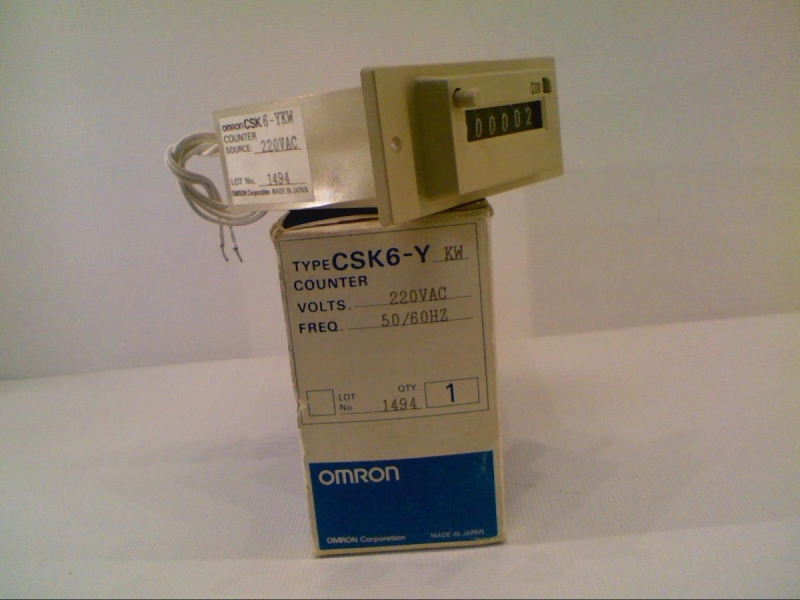 omron CSK6-YKW
COUNTER
SOURCE: 220VAC
LOT No. 1494
OMRON Corporation MADE IN JAPAN
00002
TYPE CSK6-Y KW
COUNTER
VOLTS. 220VAC
FREQ. 50/60HZ
LOT No. 1494 QTY. 1
OMRON
OMRON Corporation MADE IN JAPAN